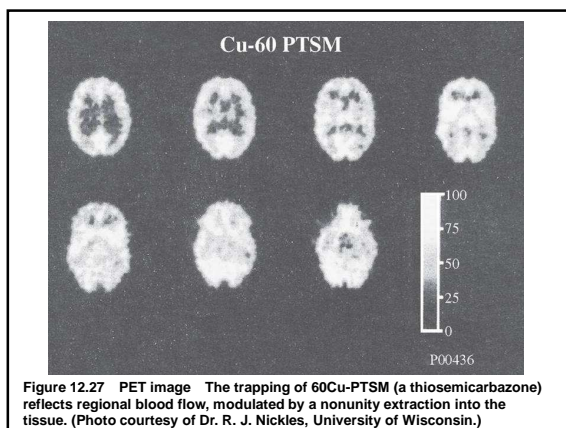 Cu-60 PTSM
100
75
50
25
0
P00436
Figure 12.27 PET image The trapping of 60Cu-PTSM (a thiosemicarbazone)
reflects regional blood flow, modulated by a nonunity extraction into the
tissue. (Photo courtesy of Dr. R. J. Nickles, University of Wisconsin.)